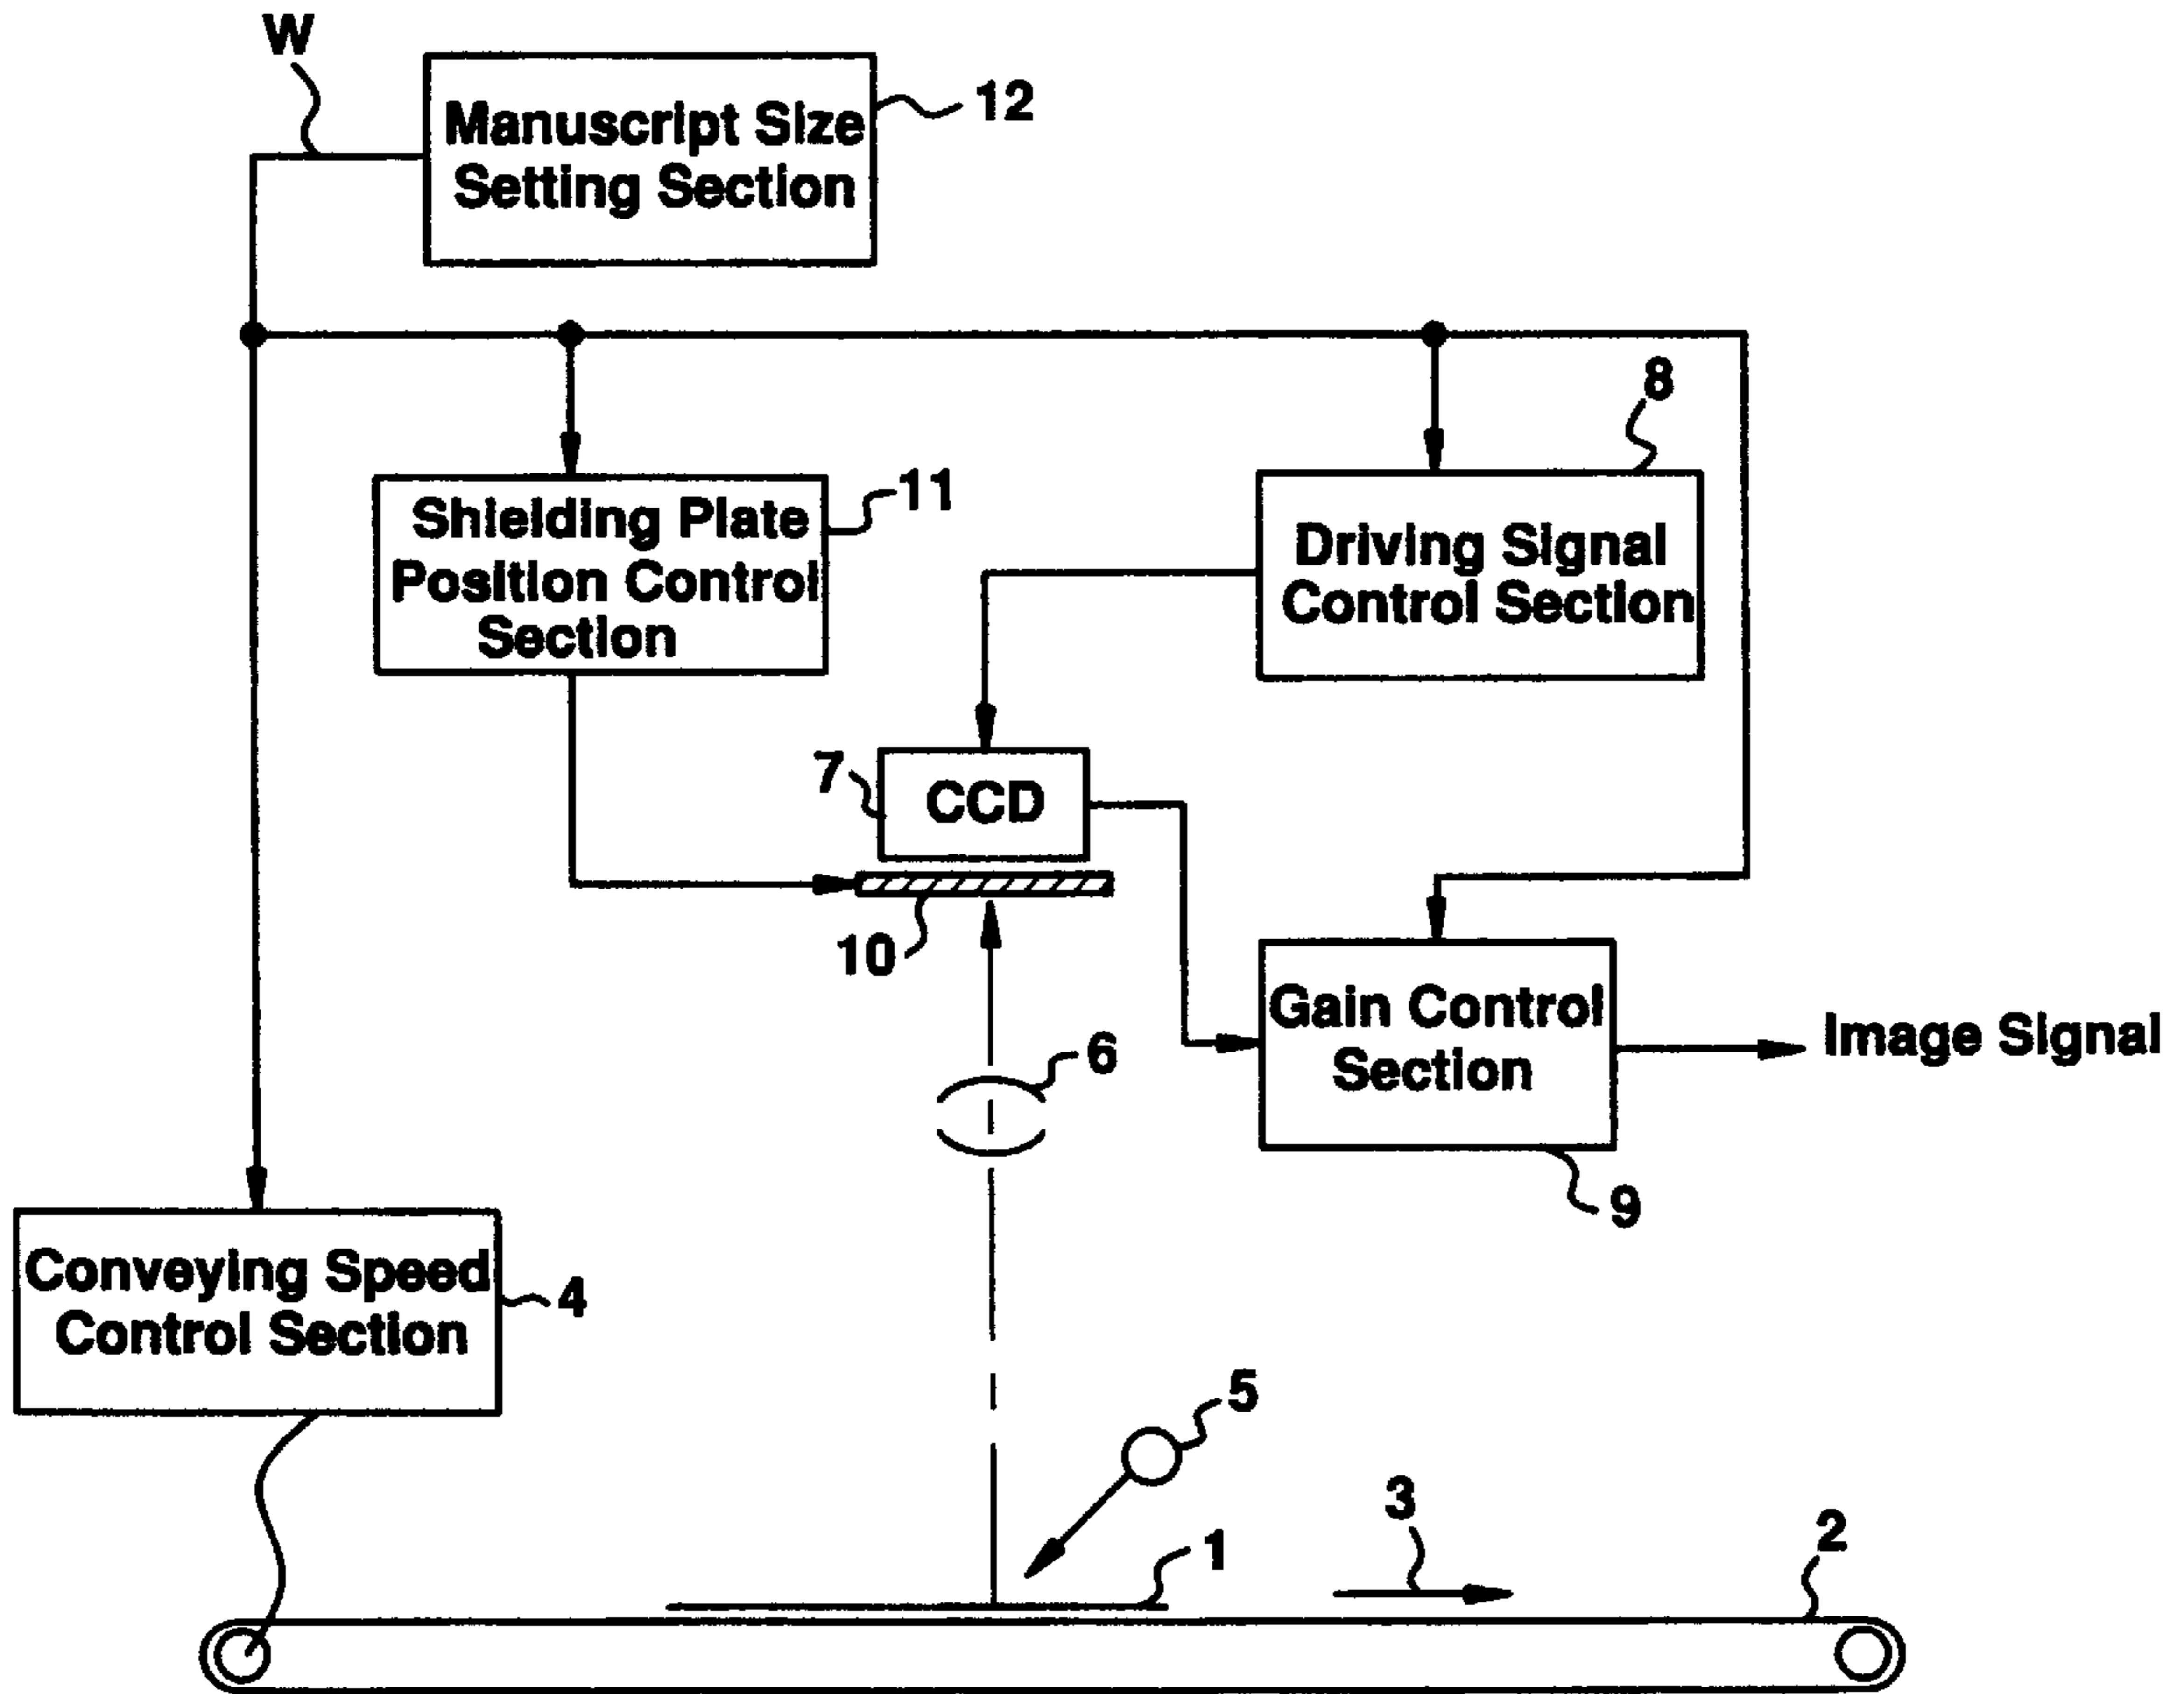 W
Manuscript Size
Setting Section
12
8
Shielding Plate
Position Control
Section
11
Driving Signal
Control Section
7
CCD
10
Gain Control
Section
Image Signal
6
9
Conveying Speed
Control Section
4
5
3
2
1